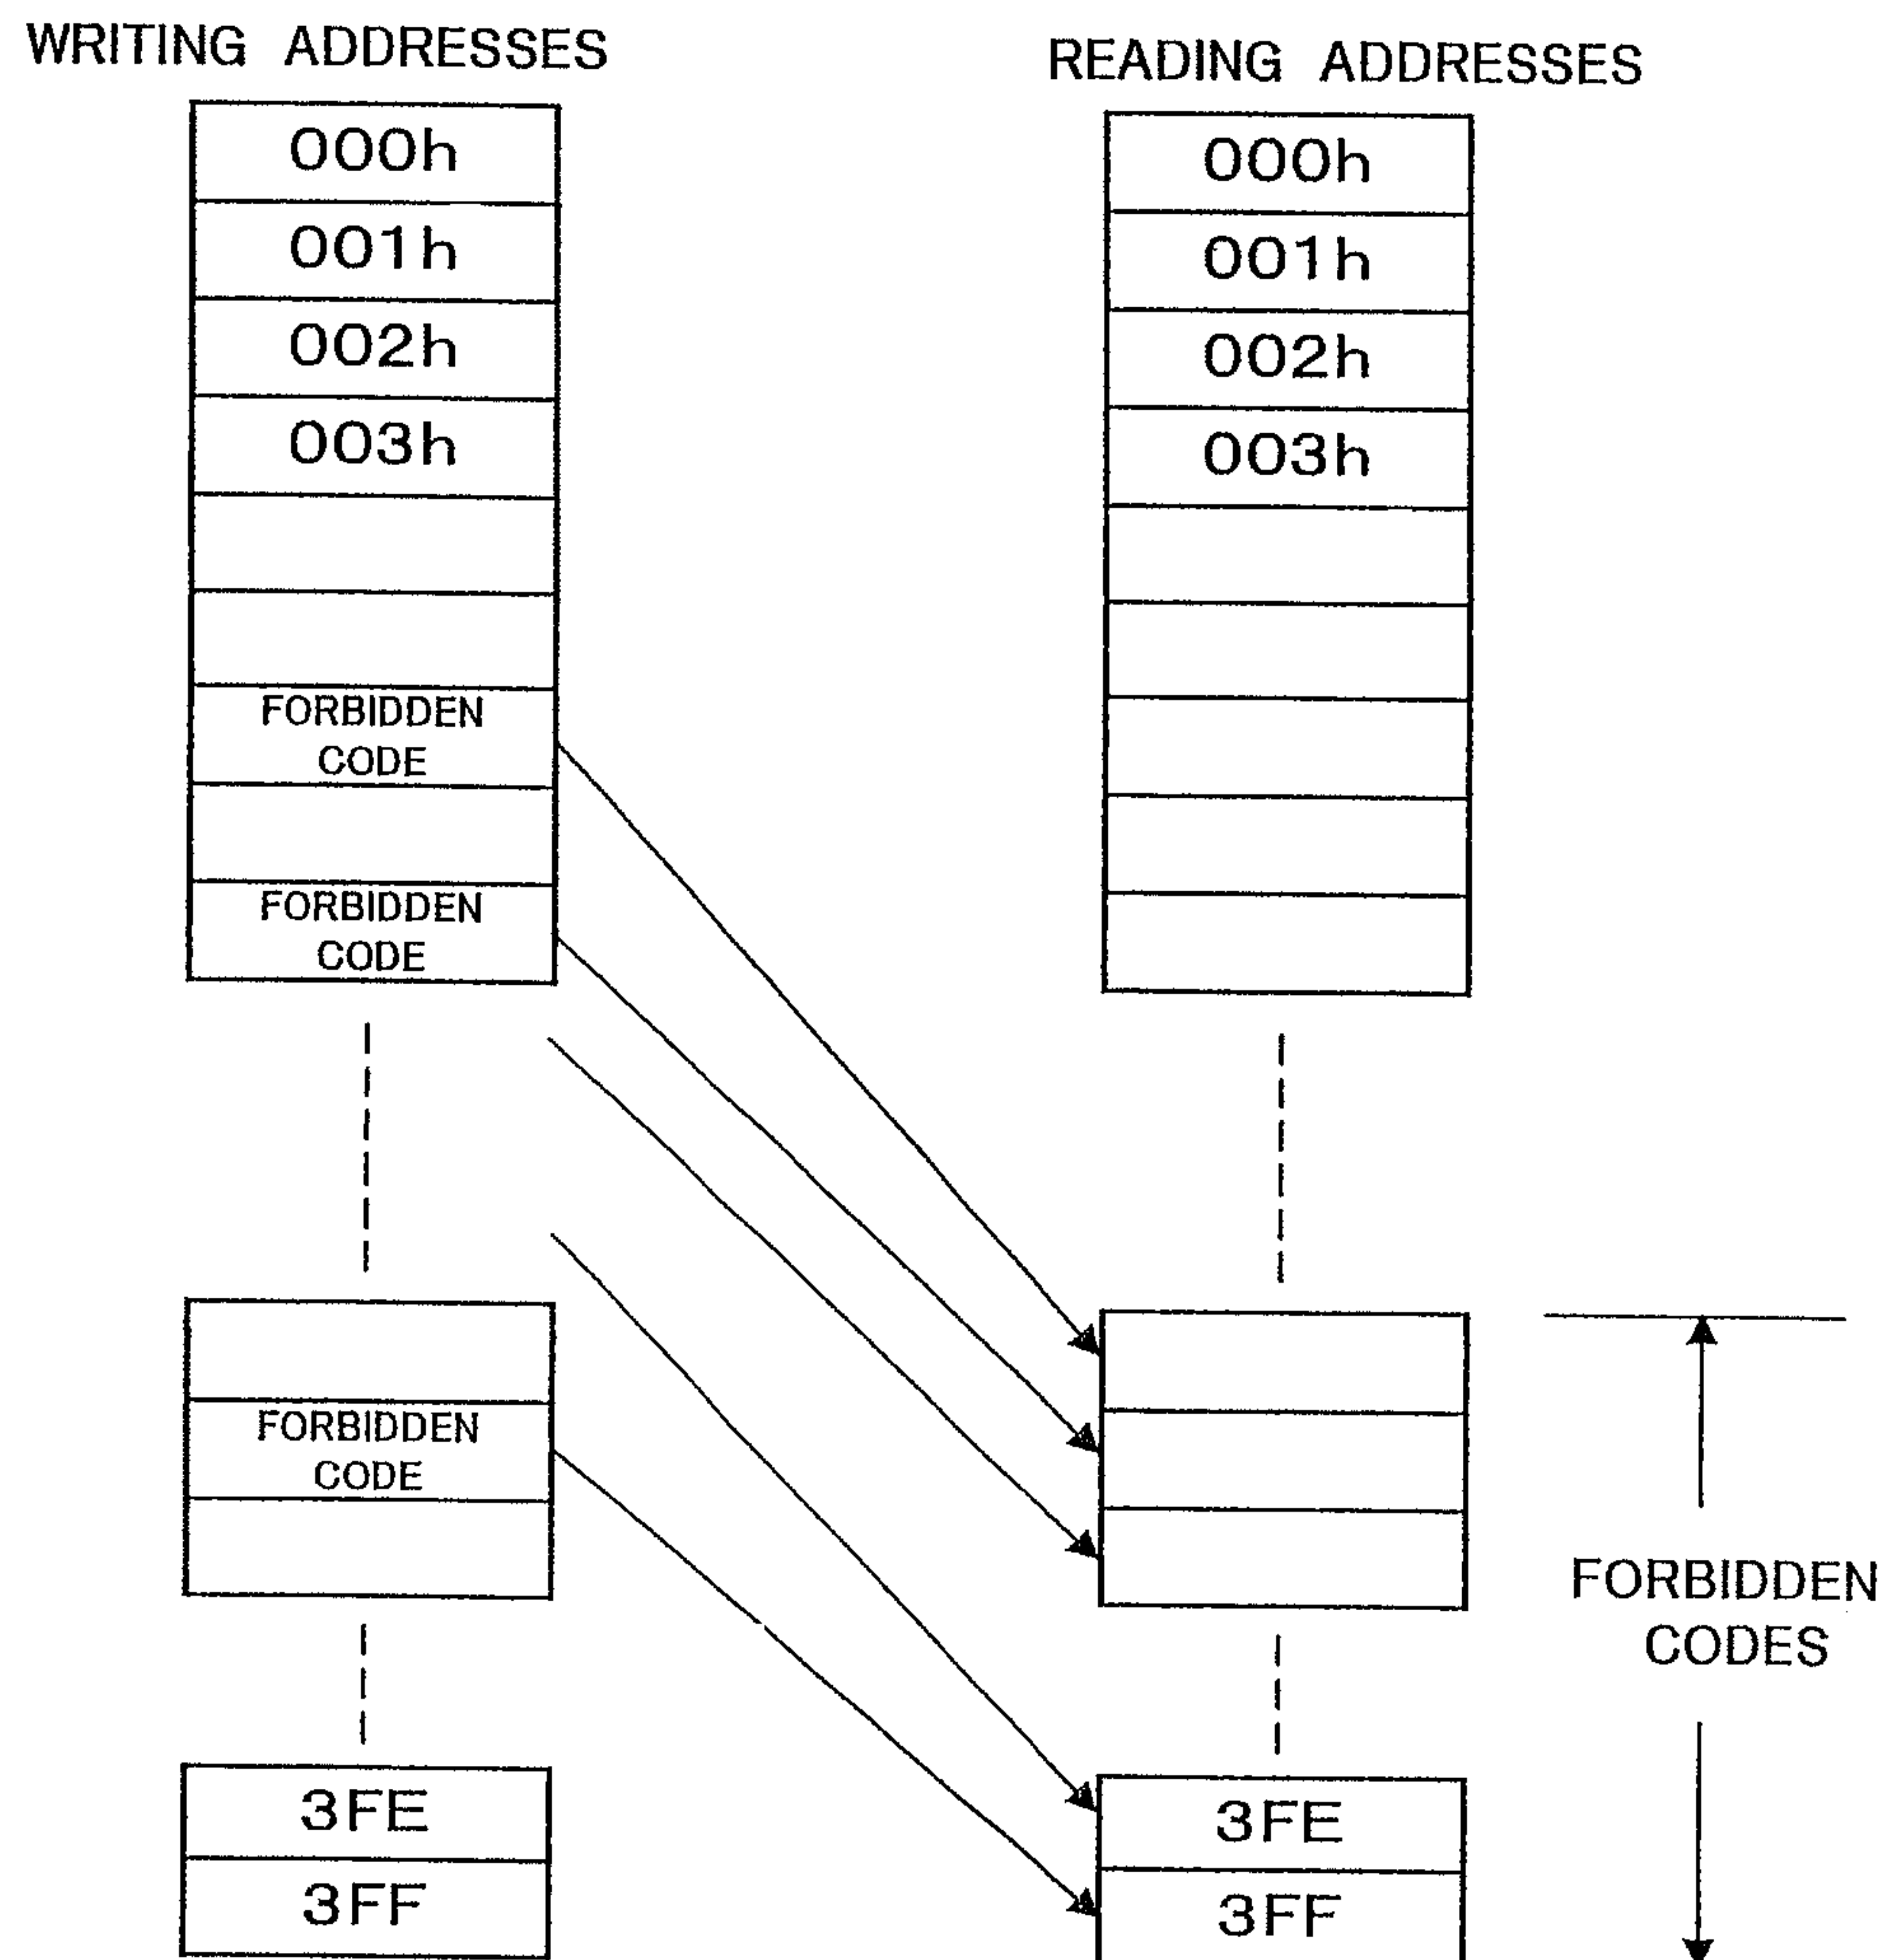 WRITING ADDRESSES
000h
001h
002h
003h
FORBIDDEN
CODE
FORBIDDEN
CODE
FORBIDDEN
CODE
3FE
3FF
READING ADDRESSES
000h
001h
002h
003h
3FE
3FF
FORBIDDEN
CODES